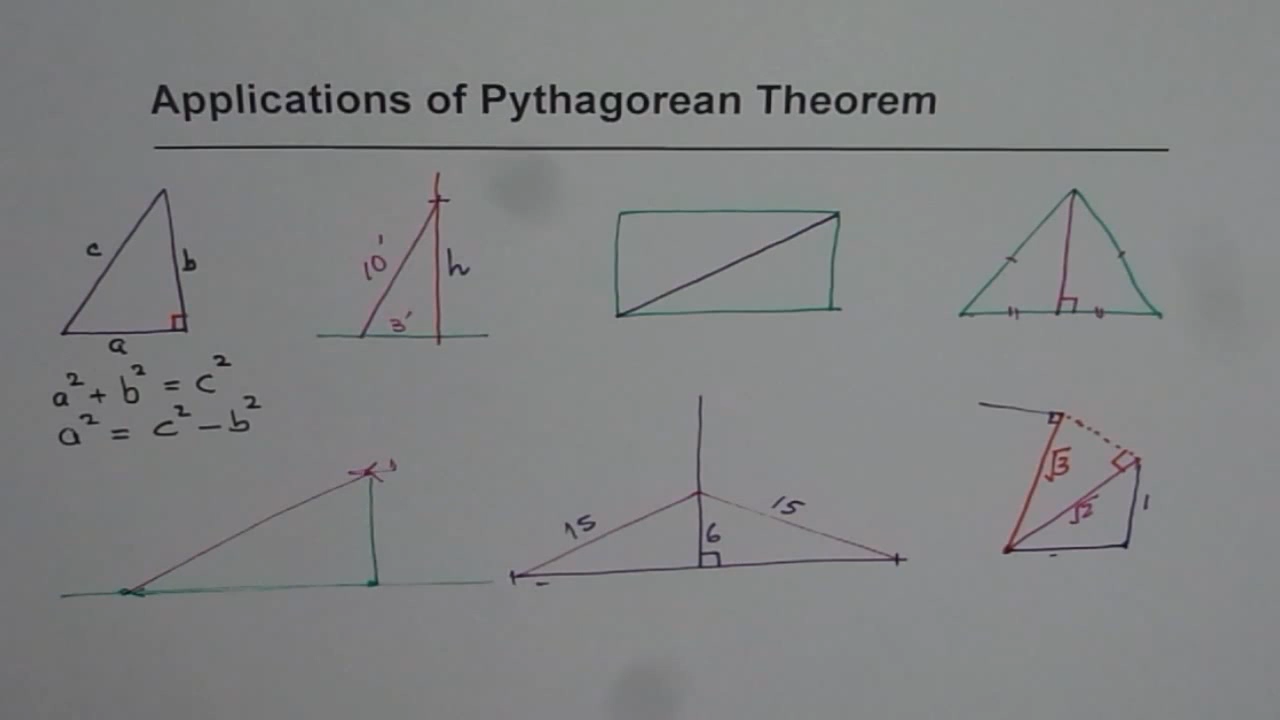 Applications of Pythagorean Theorem
c
b
a
10'
h
3'
a² + b² = c²
a² = c² − b²
15
15
6
√3
√2
1